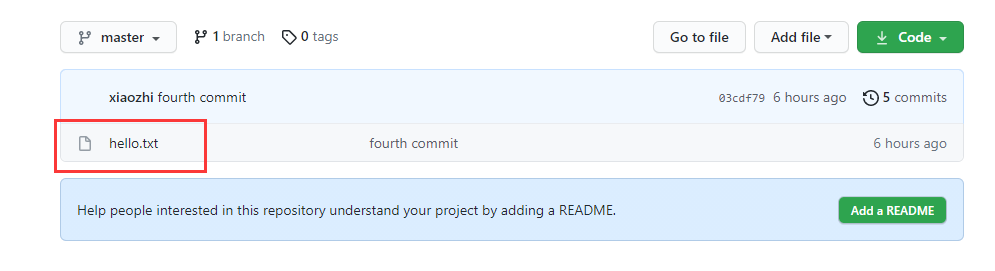 master 1 branch 0 tags Go to file Add file Code
xiaozhi fourth commit 03cdf79 6 hours ago 5 commits
hello.txt fourth commit 6 hours ago
Help people interested in this repository understand your project by adding a README. Add a README